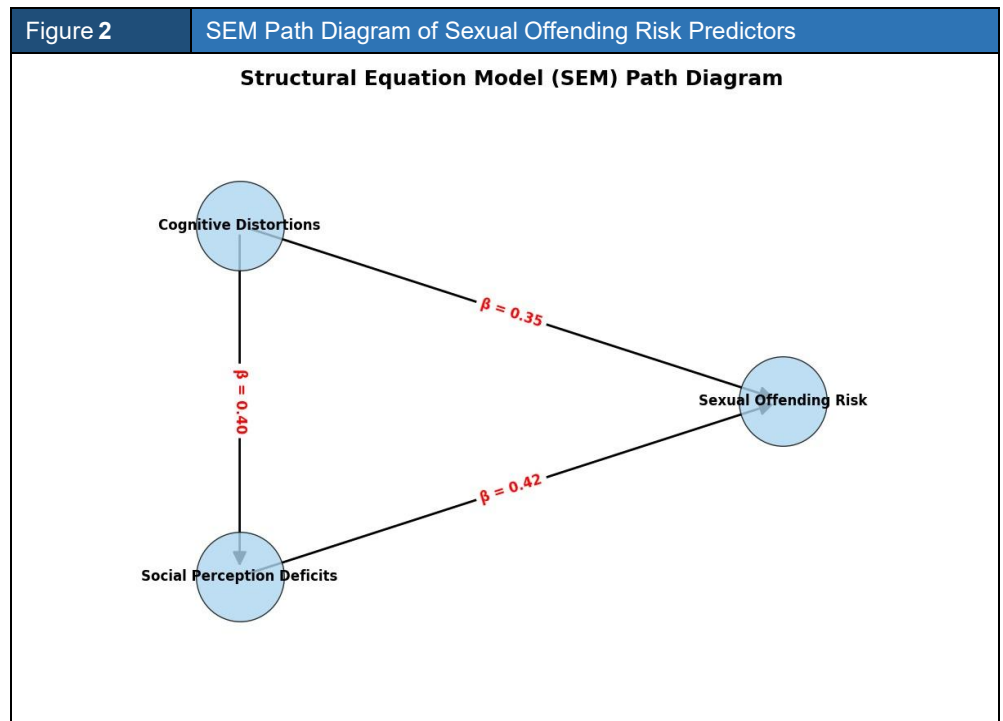 Figure 2
SEM Path Diagram of Sexual Offending Risk Predictors
Structural Equation Model (SEM) Path Diagram
Cognitive Distortions
β = 0.35
β = 0.40
Sexual Offending Risk
β = 0.42
Social Perception Deficits